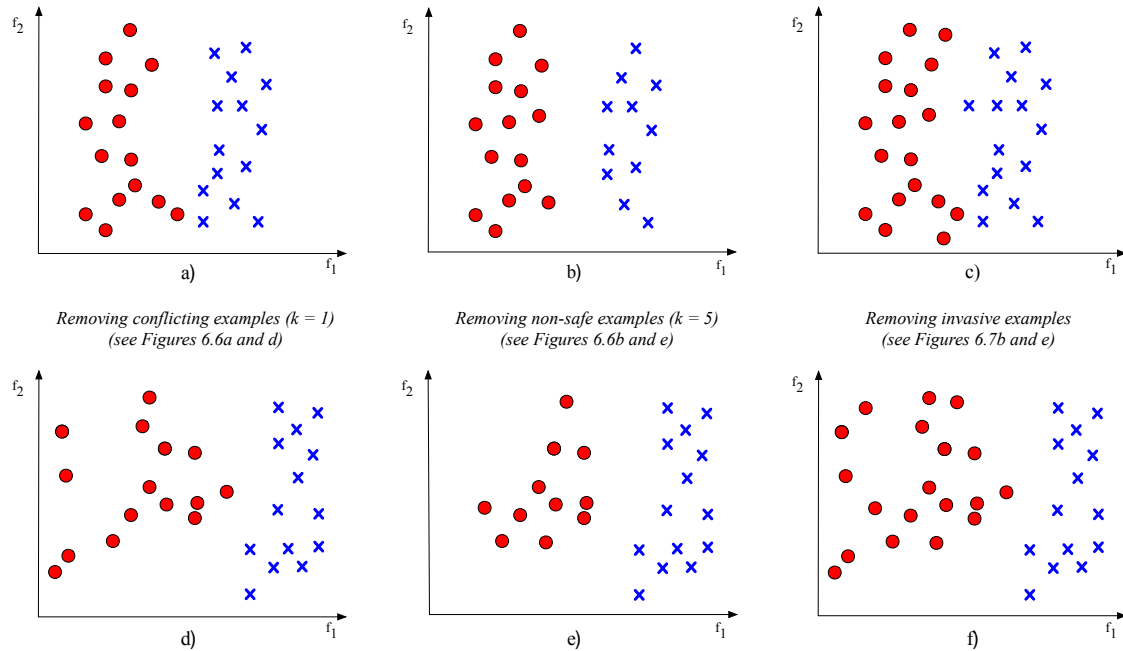 f2
f1
a)
f2
f1
b)
f2
f1
c)
Removing conflicting examples (k = 1)
(see Figures 6.6a and d)
Removing non-safe examples (k = 5)
(see Figures 6.6b and e)
Removing invasive examples
(see Figures 6.7b and e)
f2
f1
d)
f2
f1
e)
f2
f1
f)